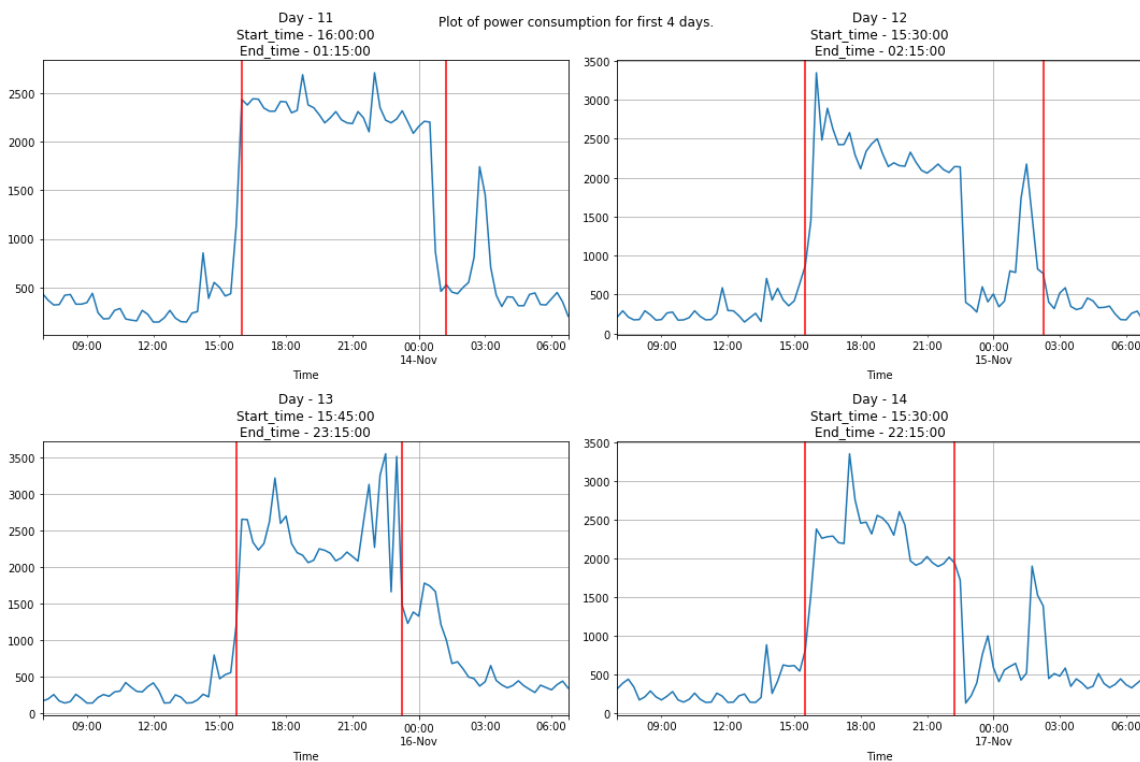 Plot of power consumption for first 4 days.
Day - 11
Start_time - 16:00:00
End_time - 01:15:00
2500
2000
1500
1000
500
09:00 12:00 15:00 18:00 21:00 00:00 03:00 06:00
14-Nov
Time
Day - 12
Start_time - 15:30:00
End_time - 02:15:00
3500
3000
2500
2000
1500
1000
500
0
09:00 12:00 15:00 18:00 21:00 00:00 03:00 06:00
15-Nov
Time
Day - 13
Start_time - 15:45:00
End_time - 23:15:00
3500
3000
2500
2000
1500
1000
500
0
09:00 12:00 15:00 18:00 21:00 00:00 03:00 06:00
16-Nov
Time
Day - 14
Start_time - 15:30:00
End_time - 22:15:00
3500
3000
2500
2000
1500
1000
500
0
09:00 12:00 15:00 18:00 21:00 00:00 03:00 06:00
17-Nov
Time